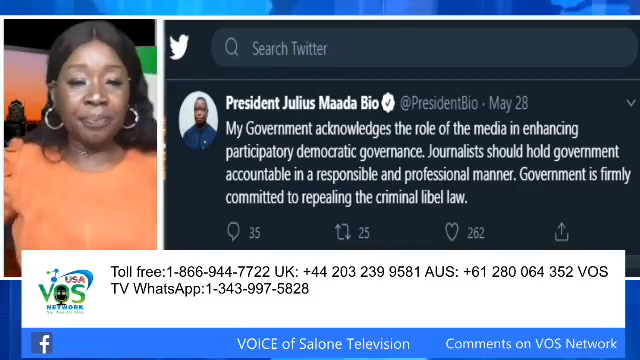 Search Twitter
President Julius Maada Bio @PresidentBio · May 28
My Government acknowledges the role of the media in enhancing
participatory democratic governance. Journalists should hold government
accountable in a responsible and professional manner. Government is firmly
committed to repealing the criminal libel law.
35 25 262
USA
VOS
NETWORK
Toll free:1-866-944-7722 UK: +44 203 239 9581 AUS: +61 280 064 352 VOS
TV WhatsApp:1-343-997-5828
VOICE of Salone Television Comments on VOS Network